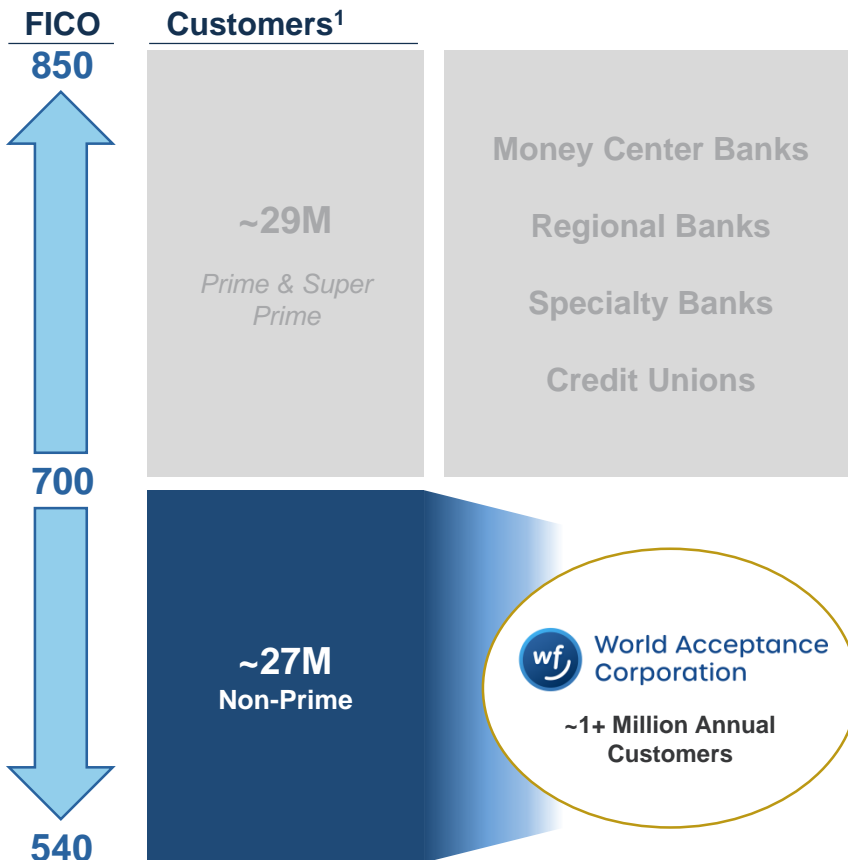 FICO
Customers1
850
~29M
Prime & Super
Prime
Money Center Banks
Regional Banks
Specialty Banks
Credit Unions
700
~27M
Non-Prime
wf
World Acceptance
Corporation
~1+ Million Annual
Customers
540